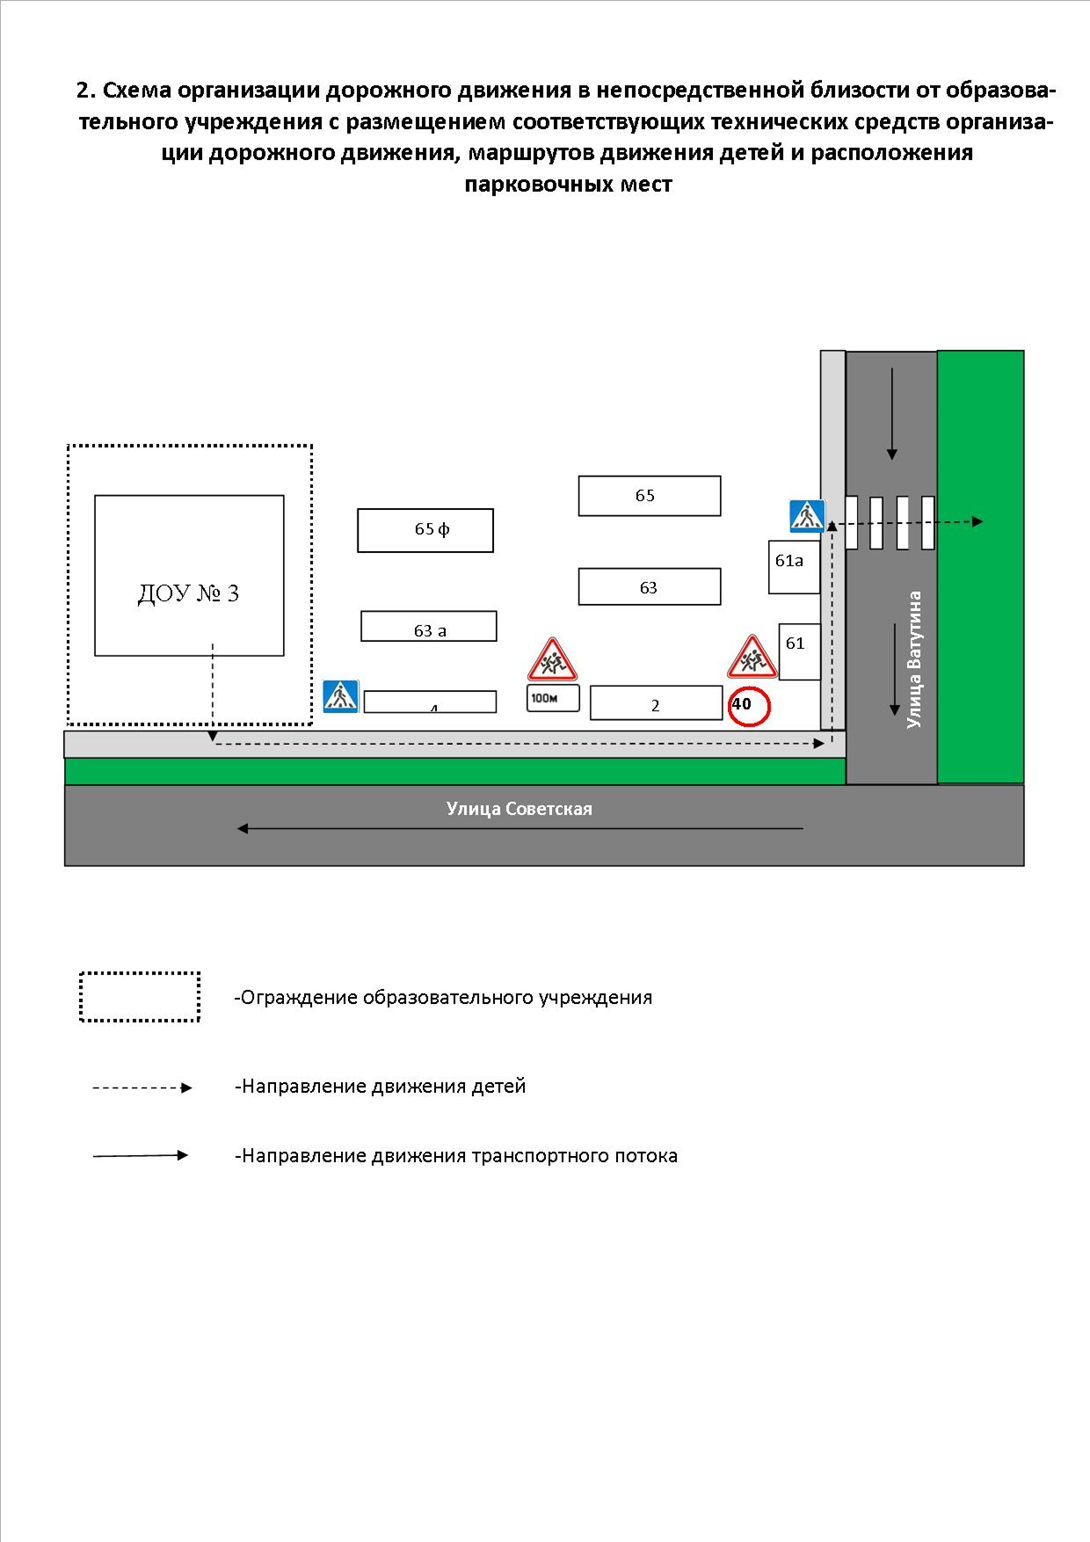 2. Схема организации дорожного движения в непосредственной близости от образова-
тельного учреждения с размещением соответствующих технических средств организа-
ции дорожного движения, маршрутов движения детей и расположения
парковочных мест
65
65 ф
61а
63
ДОУ № 3
63 а
61
100м
2
40
Улица Ватутина
Улица Советская
-Ограждение образовательного учреждения
-Направление движения детей
-Направление движения транспортного потока